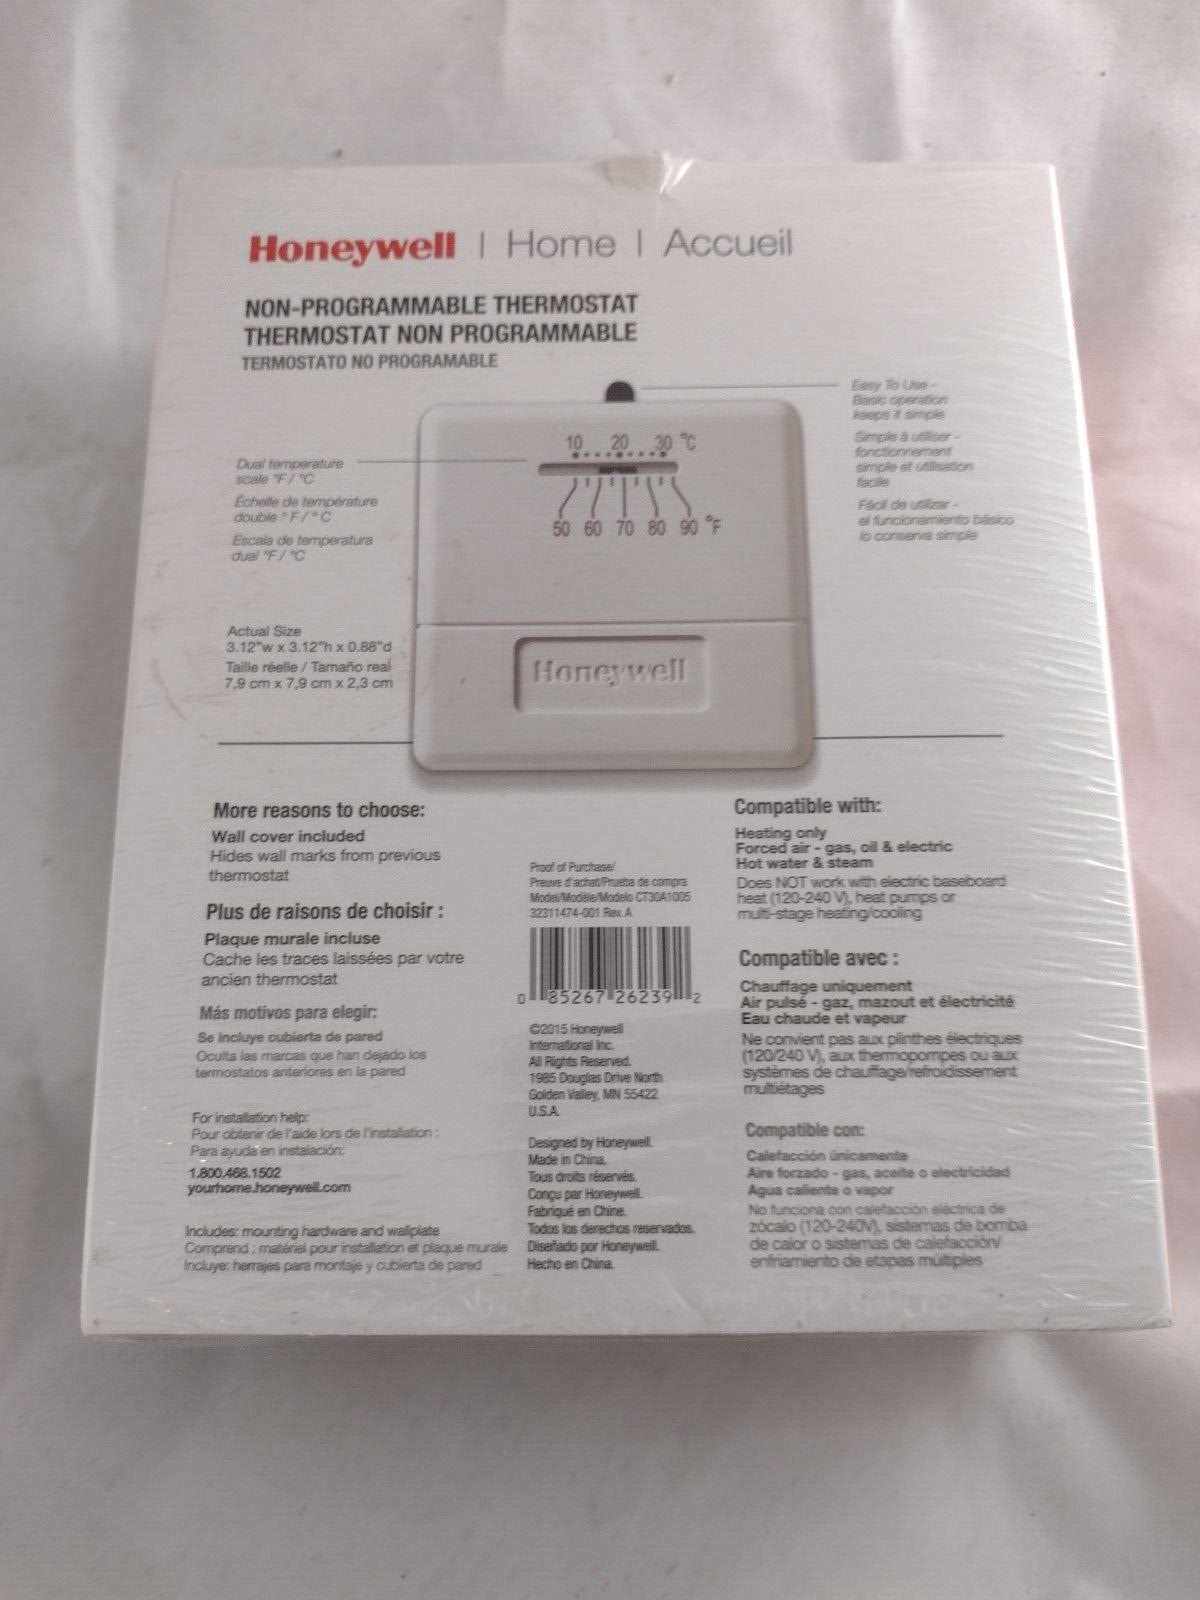 Honeywell | Home | Accueil
NON-PROGRAMMABLE THERMOSTAT
THERMOSTAT NON PROGRAMMABLE
TERMOSTATO NO PROGRAMABLE
Easy To Use -
Basic operation
keeps it simple
Simple à utiliser -
fonctionnement
simple et utilisation
facile
Fácil de utilizar -
el funcionamiento básico
lo conserva simple
Dual temperature
scale °F / °C
Échelle de température
double °F / °C
Escala de temperatura
dual °F / °C
10 20 30 °C
50 60 70 80 90 °F
Honeywell
Actual Size
3.12"w x 3.12"h x 0.88"d
Taille réelle / Tamaño real
7,9 cm x 7,9 cm x 2,3 cm
More reasons to choose:
Wall cover included
Hides wall marks from previous
thermostat
Plus de raisons de choisir :
Plaque murale incluse
Cache les traces laissées par votre
ancien thermostat
Más motivos para elegir:
Se incluye cubierta de pared
Oculta las marcas que han dejado los
termostatos anteriores en la pared
For installation help:
Pour obtenir de l'aide lors de l'installation :
Para ayuda en instalación:
1.800.468.1502
yourhome.honeywell.com
Includes: mounting hardware and wallplate
Comprend : matériel pour installation et plaque murale
Incluye: herrajes para montaje y cubierta de pared
Proof of Purchase/
Preuve d'achat/Prueba de compra
Model/Modèle/Modelo CT30A1005
32311474-001 Rev. A
0 85267 26239 2
©2015 Honeywell
International Inc.
All Rights Reserved.
1985 Douglas Drive North
Golden Valley, MN 55422
U.S.A.
Designed by Honeywell.
Made in China.
Tous droits réservés.
Conçu par Honeywell.
Fabriqué en Chine.
Todos los derechos reservados.
Diseñado por Honeywell.
Hecho en China.
Compatible with:
Heating only
Forced air - gas, oil & electric
Hot water & steam
Does NOT work with electric baseboard
heat (120-240 V), heat pumps or
multi-stage heating/cooling
Compatible avec :
Chauffage uniquement
Air pulsé - gaz, mazout et électricité
Eau chaude et vapeur
Ne convient pas aux plinthes électriques
(120/240 V), aux thermopompes ou aux
systèmes de chauffage/refroidissement
multiétages
Compatible con:
Calefacción únicamente
Aire forzado - gas, aceite o electricidad
Agua caliente o vapor
No funciona con calefacción eléctrica de
zócalo (120-240V), sistemas de bomba
de calor o sistemas de calefacción/
enfriamiento de etapas múltiples